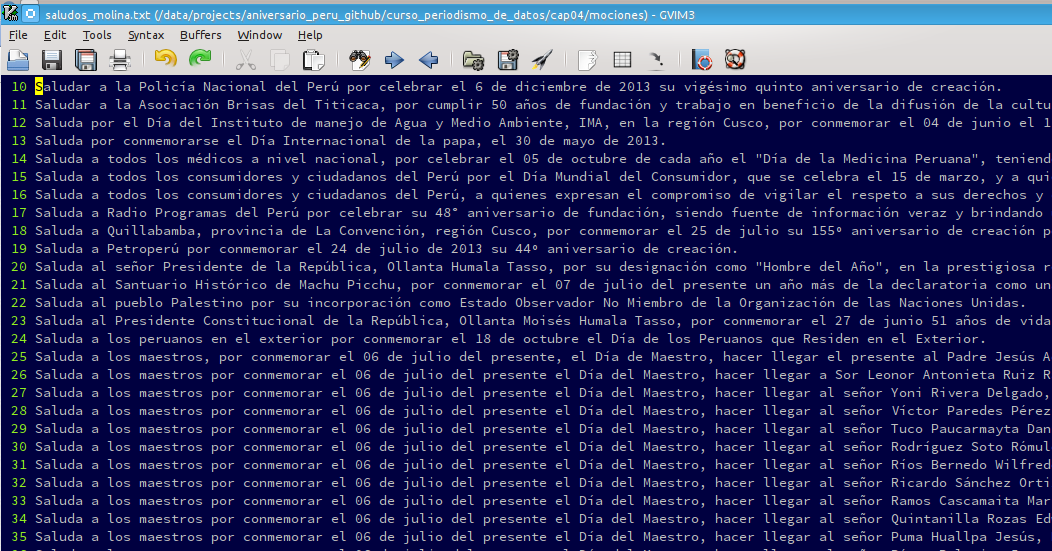 saludos_molina.txt (/data/projects/aniversario_peru_github/curso_periodismo_de_datos/cap04/mociones) - GVIM3
File Edit Tools Syntax Buffers Window Help
10 Saludar a la Policía Nacional del Perú por celebrar el 6 de diciembre de 2013 su vigésimo quinto aniversario de creación.
11 Saludar a la Asociación Brisas del Titicaca, por cumplir 50 años de fundación y trabajo en beneficio de la difusión de la cultu
12 Saluda por el Día del Instituto de manejo de Agua y Medio Ambiente, IMA, en la región Cusco, por conmemorar el 04 de junio el 1
13 Saluda por conmemorarse el Día Internacional de la papa, el 30 de mayo de 2013.
14 Saluda a todos los médicos a nivel nacional, por celebrar el 05 de octubre de cada año el "Día de la Medicina Peruana", teniend
15 Saluda a todos los consumidores y ciudadanos del Perú por el Día Mundial del Consumidor, que se celebra el 15 de marzo, y a qui
16 Saluda a todos los consumidores y ciudadanos del Perú, a quienes expresan el compromiso de vigilar el respeto a sus derechos y
17 Saluda a Radio Programas del Perú por celebrar su 48° aniversario de fundación, siendo fuente de información veraz y brindando
18 Saluda a Quillabamba, provincia de La Convención, región Cusco, por conmemorar el 25 de julio su 155º aniversario de creación p
19 Saluda a Petroperú por conmemorar el 24 de julio de 2013 su 44º aniversario de creación.
20 Saluda al señor Presidente de la República, Ollanta Humala Tasso, por su designación como "Hombre del Año", en la prestigiosa r
21 Saluda al Santuario Histórico de Machu Picchu, por conmemorar el 07 de julio del presente un año más de la declaratoria como un
22 Saluda al pueblo Palestino por su incorporación como Estado Observador No Miembro de la Organización de las Naciones Unidas.
23 Saluda al Presidente Constitucional de la República, Ollanta Moisés Humala Tasso, por conmemorar el 27 de junio 51 años de vida
24 Saluda a los peruanos en el exterior por conmemorar el 18 de octubre el Día de los Peruanos que Residen en el Exterior.
25 Saluda a los maestros, por conmemorar el 06 de julio del presente, el Día de Maestro, hacer llegar el presente al Padre Jesús A
26 Saluda a los maestros por conmemorar el 06 de julio del presente el Día del Maestro, hacer llegar a Sor Leonor Antonieta Ruiz R
27 Saluda a los maestros por conmemorar el 06 de julio del presente el Día del Maestro, hacer llegar al señor Yoni Rivera Delgado,
28 Saluda a los maestros por conmemorar el 06 de julio del presente el Día del Maestro, hacer llegar al señor Víctor Paredes Pérez
29 Saluda a los maestros por conmemorar el 06 de julio del presente el Día del Maestro, hacer llegar al señor Tuco Paucarmayta Dan
30 Saluda a los maestros por conmemorar el 06 de julio del presente el Día del Maestro, hacer llegar al señor Rodríguez Soto Rómul
31 Saluda a los maestros por conmemorar el 06 de julio del presente el Día del Maestro, hacer llegar al señor Ríos Bernedo Wilfred
32 Saluda a los maestros por conmemorar el 06 de julio del presente el Día del Maestro, hacer llegar al señor Ricardo Sánchez Orti
33 Saluda a los maestros por conmemorar el 06 de julio del presente el Día del Maestro, hacer llegar al señor Ramos Cascamaita Mar
34 Saluda a los maestros por conmemorar el 06 de julio del presente el Día del Maestro, hacer llegar al señor Quintanilla Rozas Ed
35 Saluda a los maestros por conmemorar el 06 de julio del presente el Día del Maestro, hacer llegar al señor Puma Huallpa Jesús,